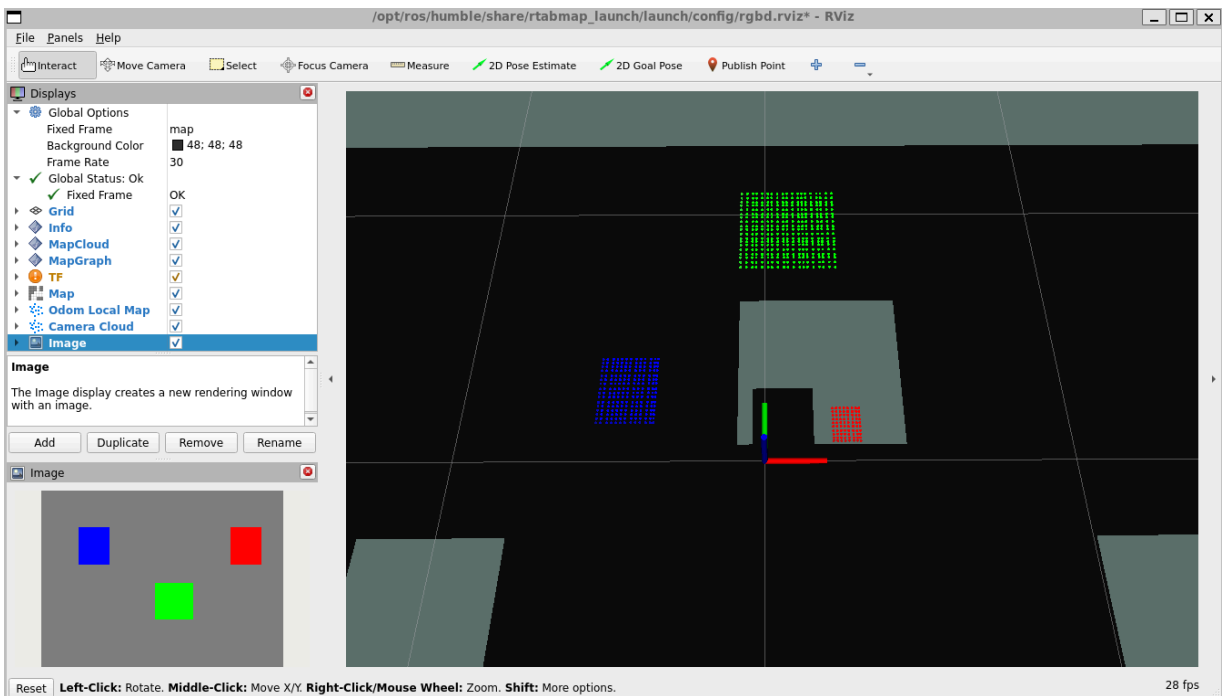 /opt/ros/humble/share/rtabmap_launch/launch/config/rgbd.rviz* - RViz
File Panels Help
Interact Move Camera Select Focus Camera Measure 2D Pose Estimate 2D Goal Pose Publish Point
Displays
Global Options
Fixed Frame map
Background Color 48; 48; 48
Frame Rate 30
Global Status: Ok
Fixed Frame OK
Grid
Info
MapCloud
MapGraph
TF
Map
Odom Local Map
Camera Cloud
Image
Image
The Image display creates a new rendering window
with an image.
Add Duplicate Remove Rename
Image
Reset Left-Click: Rotate. Middle-Click: Move X/Y. Right-Click/Mouse Wheel: Zoom. Shift: More options. 28 fps